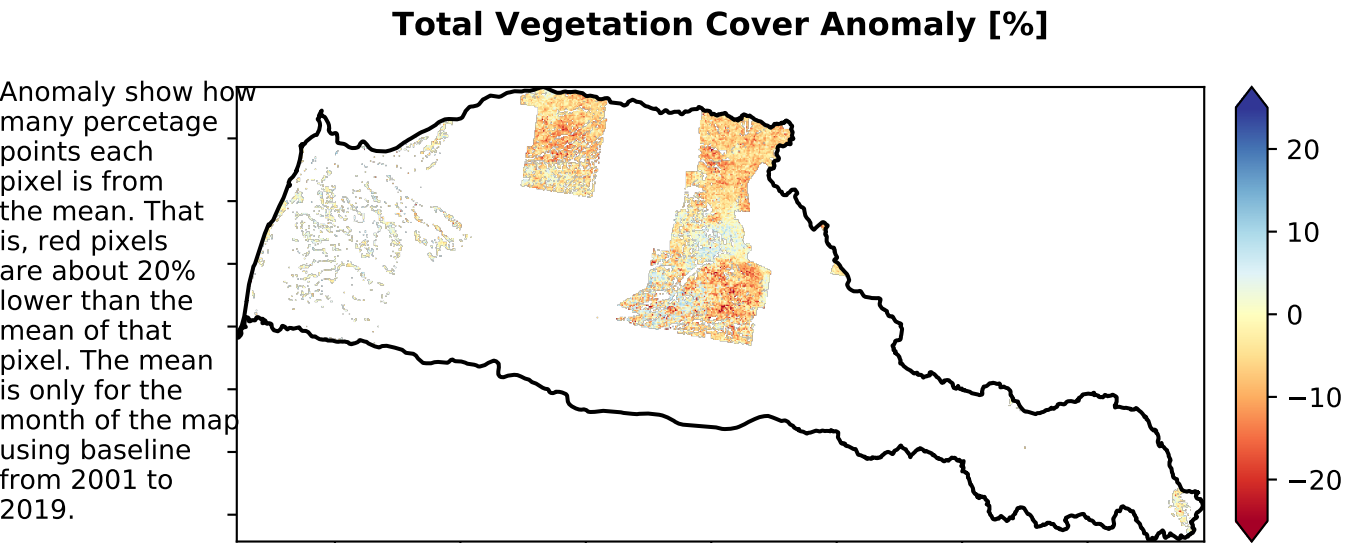 Total Vegetation Cover Anomaly [%]
Anomaly show how
many percetage
points each
pixel is from
the mean. That
is, red pixels
are about 20%
lower than the
mean of that
pixel. The mean
is only for the
month of the map
using baseline
from 2001 to
2019.
20
10
0
−10
−20